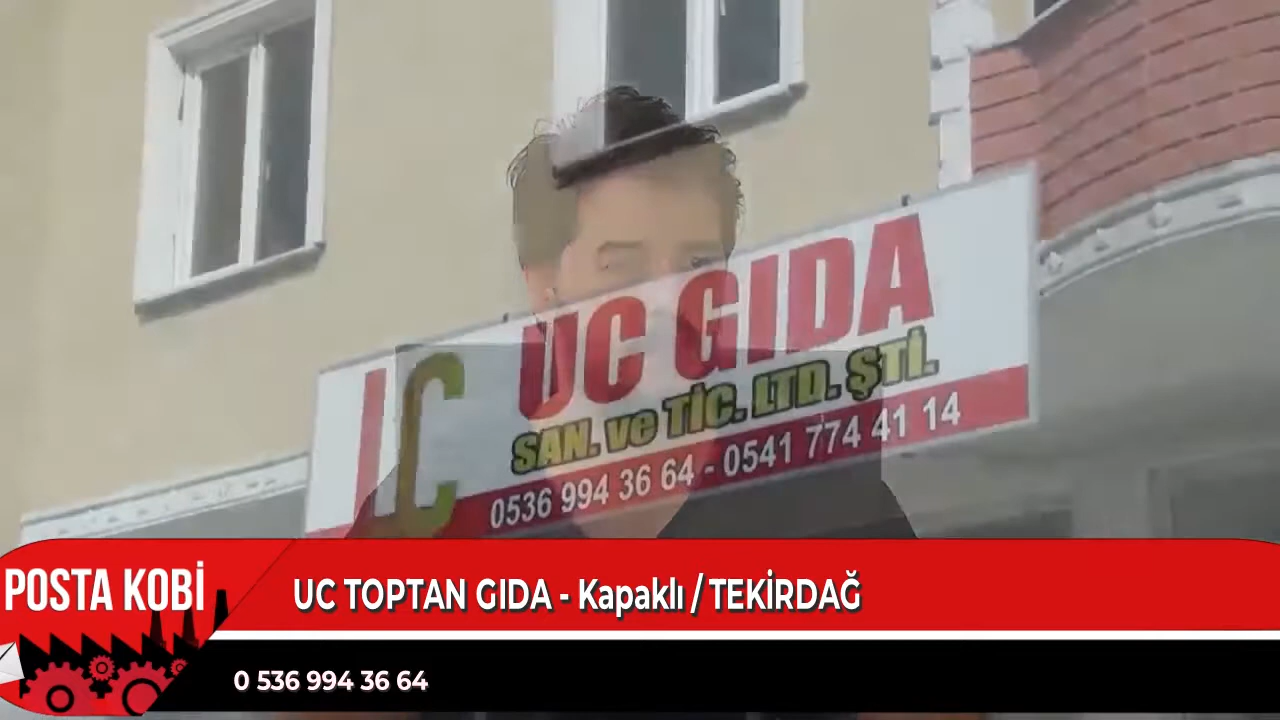 UC GIDA
UC
SAN. ve TİC. LTD. ŞTİ.
0536 994 36 64 - 0541 774 41 14
POSTA KOBİ
UC TOPTAN GIDA - Kapaklı / TEKİRDAĞ
0 536 994 36 64